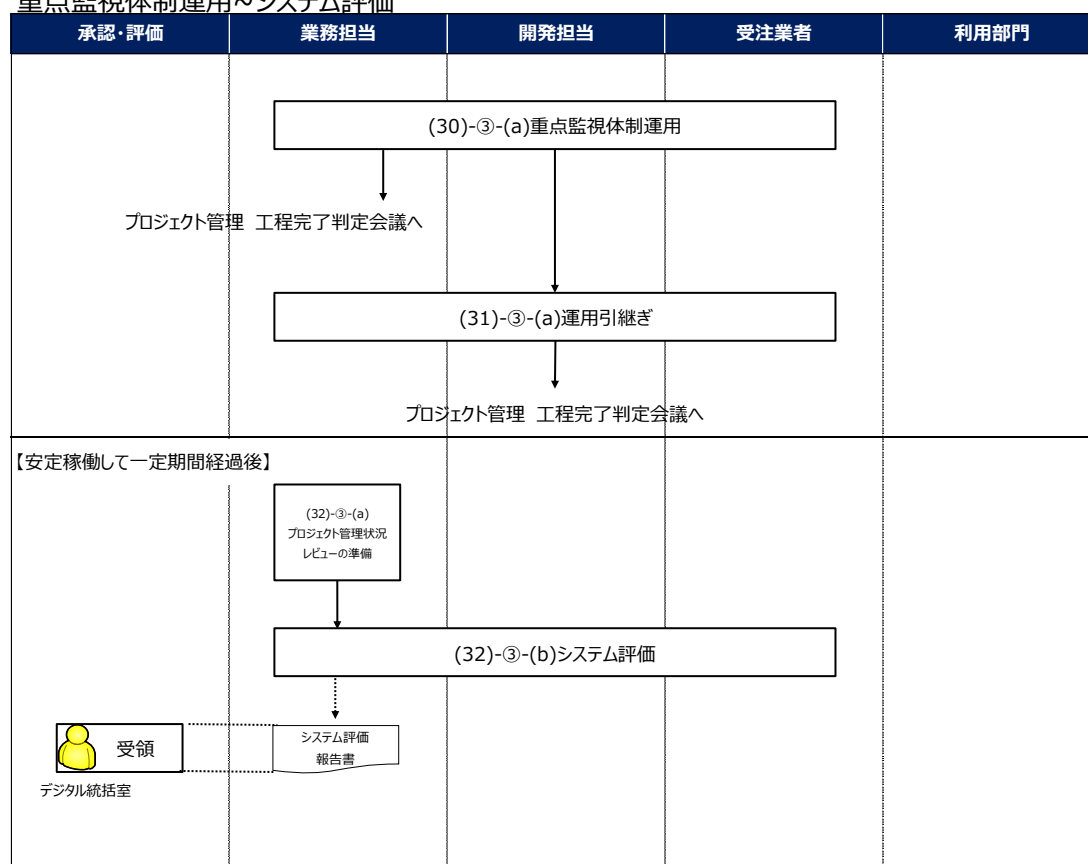 重点監視体制運用~システム評価
承認・評価
業務担当
開発担当
受注業者
利用部門
(30)-③-(a)重点監視体制運用
プロジェクト管理 工程完了判定会議へ
(31)-③-(a)運用引継ぎ
プロジェクト管理 工程完了判定会議へ
【安定稼働して一定期間経過後】
(32)-③-(a)
プロジェクト管理状況
レビューの準備
(32)-③-(b)システム評価
システム評価
報告書
受領
デジタル統括室